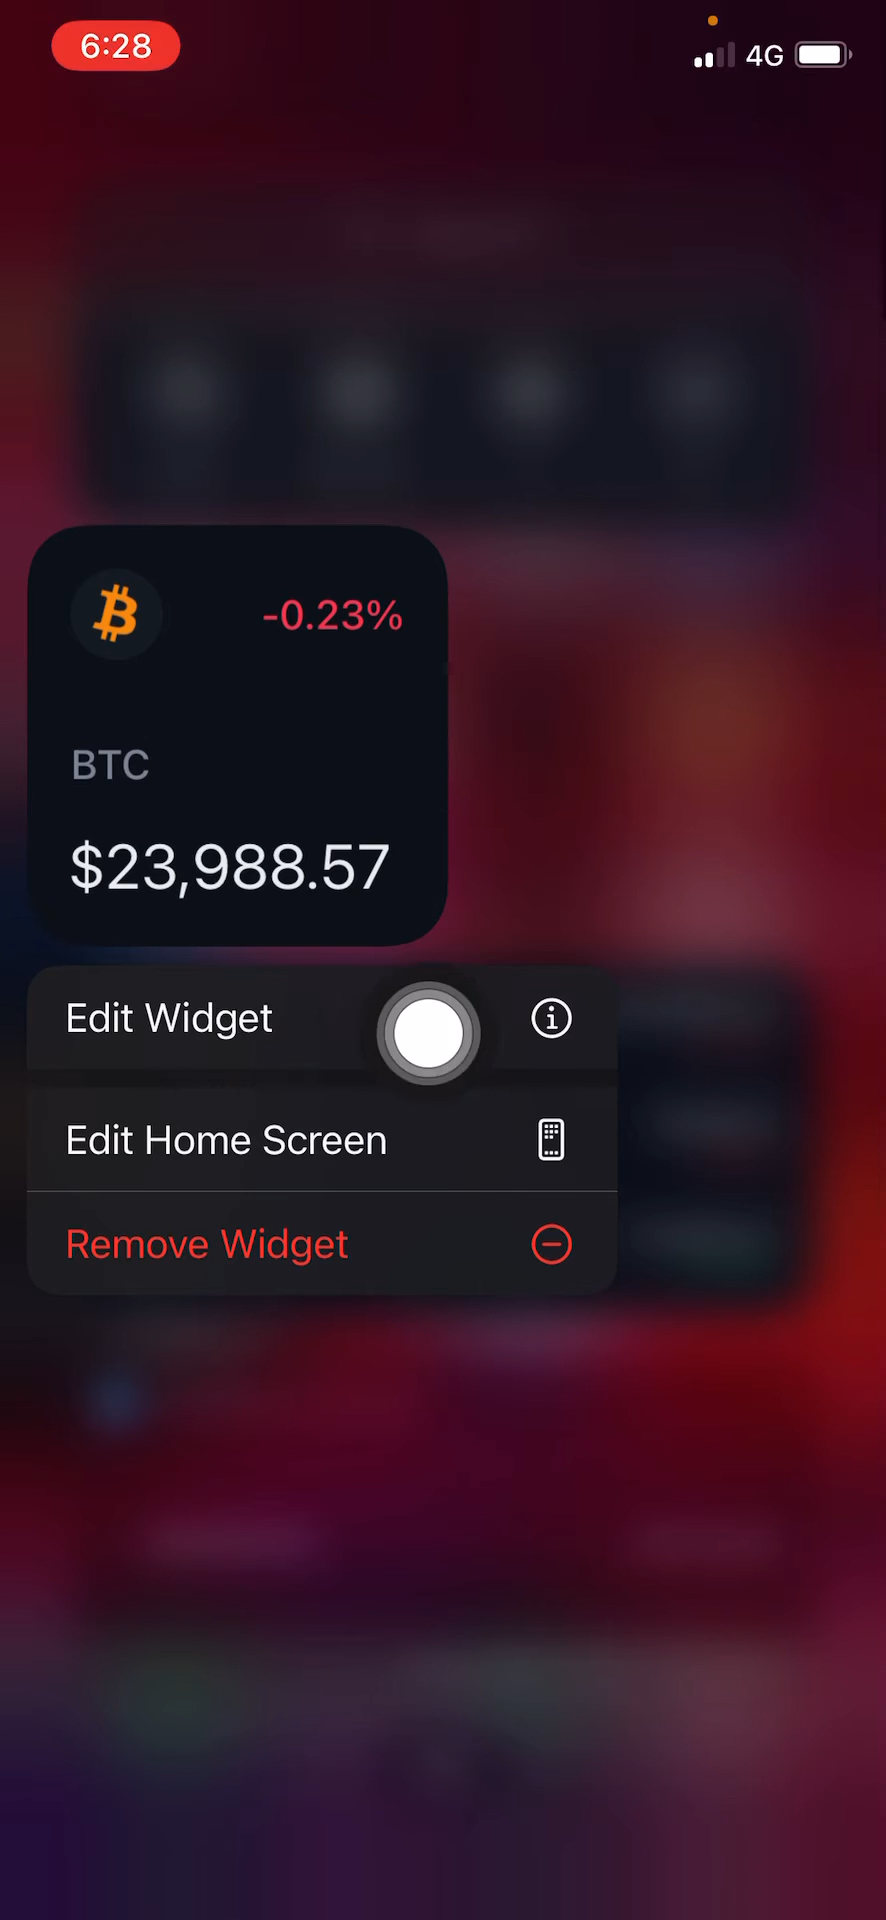 6:28
4G
-0.23%
BTC
$23,988.57
Edit Widget
Edit Home Screen
Remove Widget